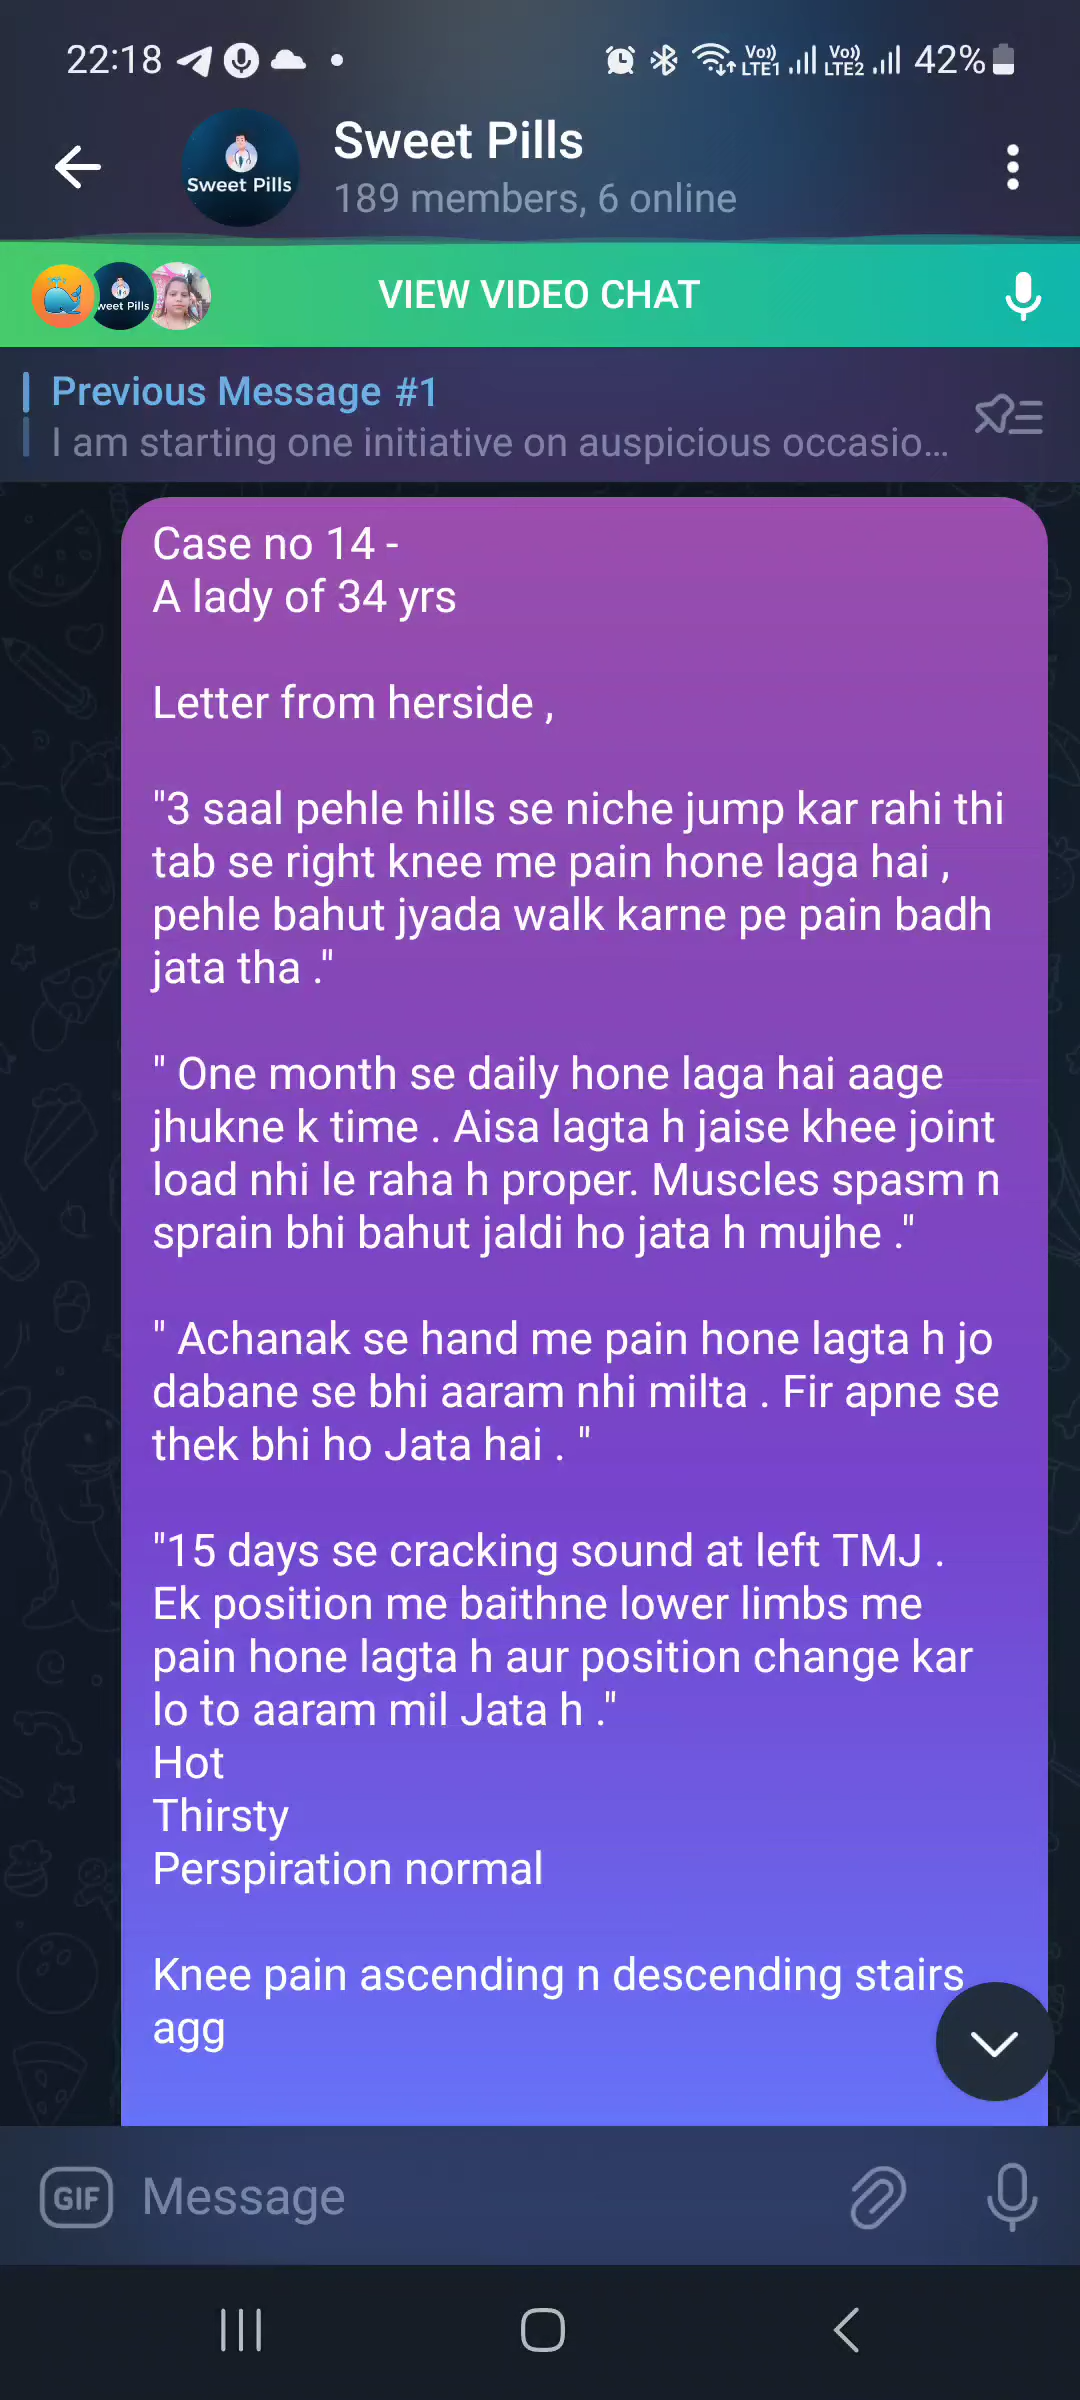 22:18
Vo)) LTE1 Vo)) LTE2 42%
Sweet Pills
Sweet Pills
189 members, 6 online
weet Pills
VIEW VIDEO CHAT
Previous Message #1
I am starting one initiative on auspicious occasio...
Case no 14 -
A lady of 34 yrs
Letter from herside ,
"3 saal pehle hills se niche jump kar rahi thi
tab se right knee me pain hone laga hai ,
pehle bahut jyada walk karne pe pain badh
jata tha ."
" One month se daily hone laga hai aage
jhukne k time . Aisa lagta h jaise khee joint
load nhi le raha h proper. Muscles spasm n
sprain bhi bahut jaldi ho jata h mujhe ."
" Achanak se hand me pain hone lagta h jo
dabane se bhi aaram nhi milta . Fir apne se
thek bhi ho Jata hai . "
"15 days se cracking sound at left TMJ .
Ek position me baithne lower limbs me
pain hone lagta h aur position change kar
lo to aaram mil Jata h ."
Hot
Thirsty
Perspiration normal
Knee pain ascending n descending stairs
agg
GIF Message